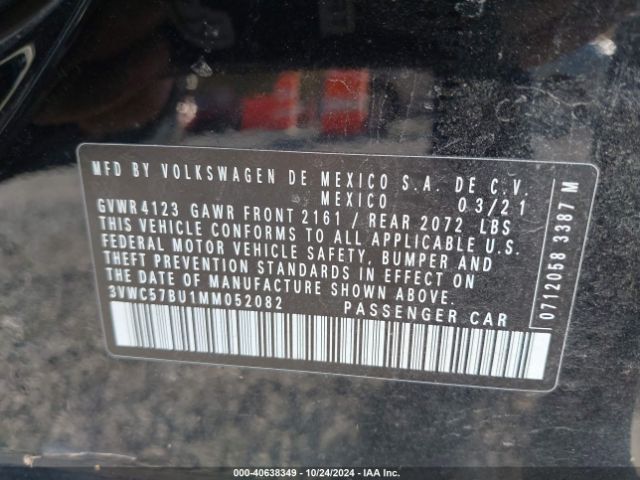 MFD BY VOLKSWAGEN DE MEXICO S.A. DE C.V.
MEXICO 03/21
GVWR 4123 GAWR FRONT 2161 / REAR 2072 LBS
THIS VEHICLE CONFORMS TO ALL APPLICABLE U.S.
FEDERAL MOTOR VEHICLE SAFETY, BUMPER AND
THEFT PREVENTION STANDARDS IN EFFECT ON
THE DATE OF MANUFACTURE SHOWN ABOVE.
3VWC57BU1MM052082 PASSENGER CAR
0712058 3387 M
000-40638349 - 10/24/2024 - IAA Inc.